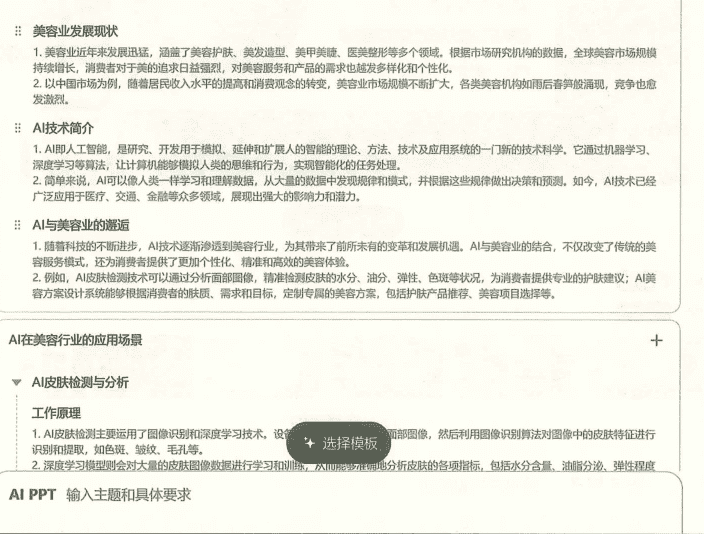 美容业发展现状
1. 美容业近年来发展迅猛，涵盖了美容护肤、美发造型、美甲美睫、医美整形等多个领域。根据市场研究机构的数据，全球美容市场规模
持续增长，消费者对于美的追求日益强烈，对美容服务和产品的需求也越发多样化和个性化。
2. 以中国市场为例，随着居民收入水平的提高和消费观念的转变，美容业市场规模不断扩大，各类美容机构如雨后春笋般涌现，竞争也愈
发激烈。
AI技术简介
1. AI即人工智能，是研究、开发用于模拟、延伸和扩展人的智能的理论、方法、技术及应用系统的一门新的技术科学。它通过机器学习、
深度学习等算法，让计算机能够模拟人类的思维和行为，实现智能化的任务处理。
2. 简单来说，AI可以像人类一样学习和理解数据，从大量的数据中发现规律和模式，并根据这些规律做出决策和预测。如今，AI技术已经
广泛应用于医疗、交通、金融等众多领域，展现出强大的影响力和潜力。
AI与美容业的邂逅
1. 随着科技的不断进步，AI技术逐渐渗透到美容行业，为其带来了前所未有的变革和发展机遇。AI与美容业的结合，不仅改变了传统的美
容服务模式，还为消费者提供了更加个性化、精准和高效的美容体验。
2. 例如，AI皮肤检测技术可以通过分析面部图像，精准检测皮肤的水分、油分、弹性、色斑等状况，为消费者提供专业的护肤建议；AI美
容方案设计系统能够根据消费者的肤质、需求和目标，定制专属的美容方案，包括护肤产品推荐、美容项目选择等。
AI在美容行业的应用场景
AI皮肤检测与分析
工作原理
1. AI皮肤检测主要运用了图像识别和深度学习技术。设 面部图像，然后利用图像识别算法对图像中的皮肤特征进行
选择模板
识别和提取，如色斑、皱纹、毛孔等。
2. 深度学习模型则会对大量的皮肤图像数据进行学习和训练，从而能够准确地分析皮肤的各项指标，包括水分含量、油脂分泌、弹性程度
AI PPT 输入主题和具体要求